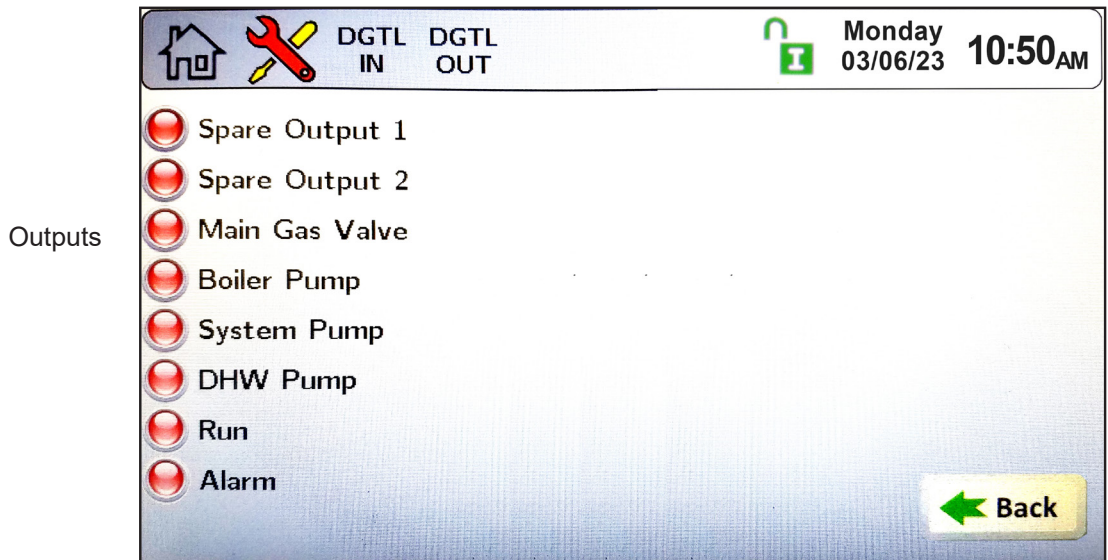 DGTL IN
DGTL OUT
I
Monday
03/06/23
10:50AM
Outputs
Spare Output 1
Spare Output 2
Main Gas Valve
Boiler Pump
System Pump
DHW Pump
Run
Alarm
Back